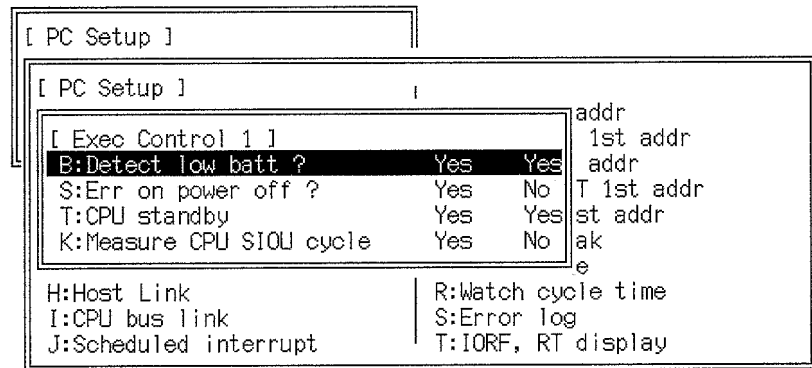 [ PC Setup ]
[ PC Setup ]
addr
[ Exec Control 1 ] 1st addr
B:Detect low batt ? Yes Yes addr
S:Err on power off ? Yes No T 1st addr
T:CPU standby Yes Yes st addr
K:Measure CPU SIOU cycle Yes No ak
e
H:Host Link R:Watch cycle time
I:CPU bus link S:Error log
J:Scheduled interrupt T:IORF, RT display